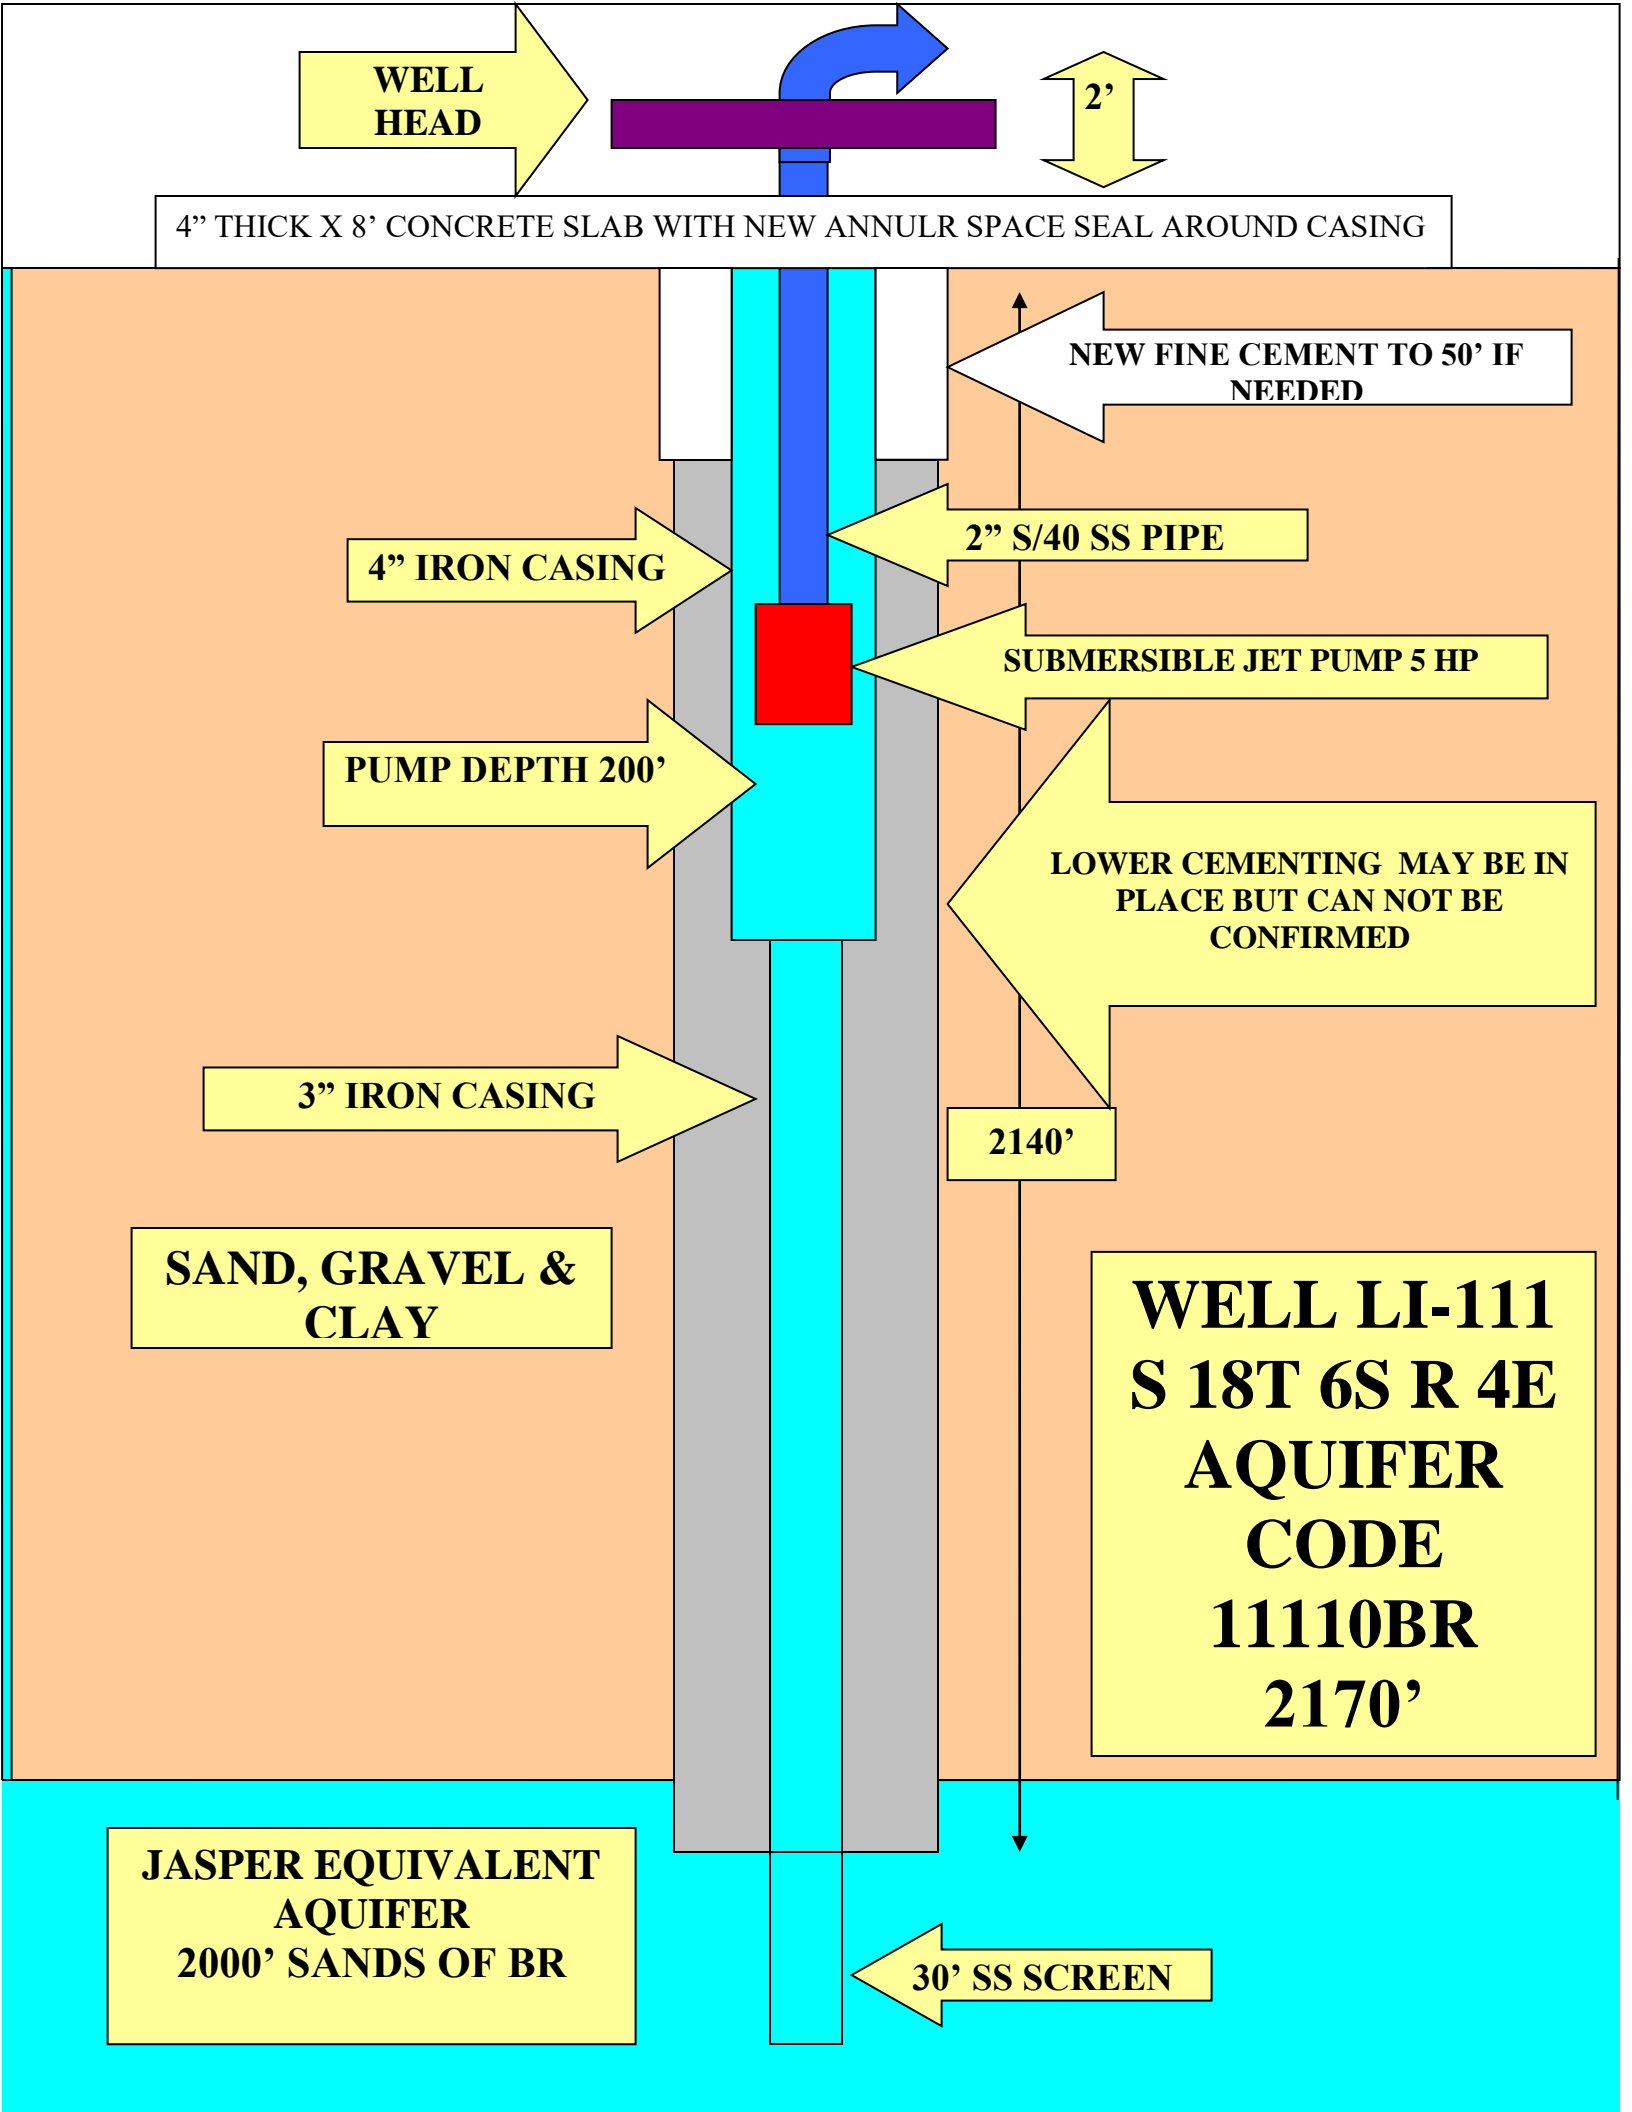 WELL
HEAD
2’
4” THICK X 8’ CONCRETE SLAB WITH NEW ANNULR SPACE SEAL AROUND CASING
NEW FINE CEMENT TO 50’ IF
NEEDED
2” S/40 SS PIPE
4” IRON CASING
SUBMERSIBLE JET PUMP 5 HP
PUMP DEPTH 200’
LOWER CEMENTING  MAY BE IN
PLACE BUT CAN NOT BE
CONFIRMED
3” IRON CASING
2140’
SAND, GRAVEL &
CLAY
WELL LI-111
S 18T 6S R 4E
AQUIFER
CODE
11110BR
2170’
JASPER EQUIVALENT
AQUIFER
2000’ SANDS OF BR
30’ SS SCREEN